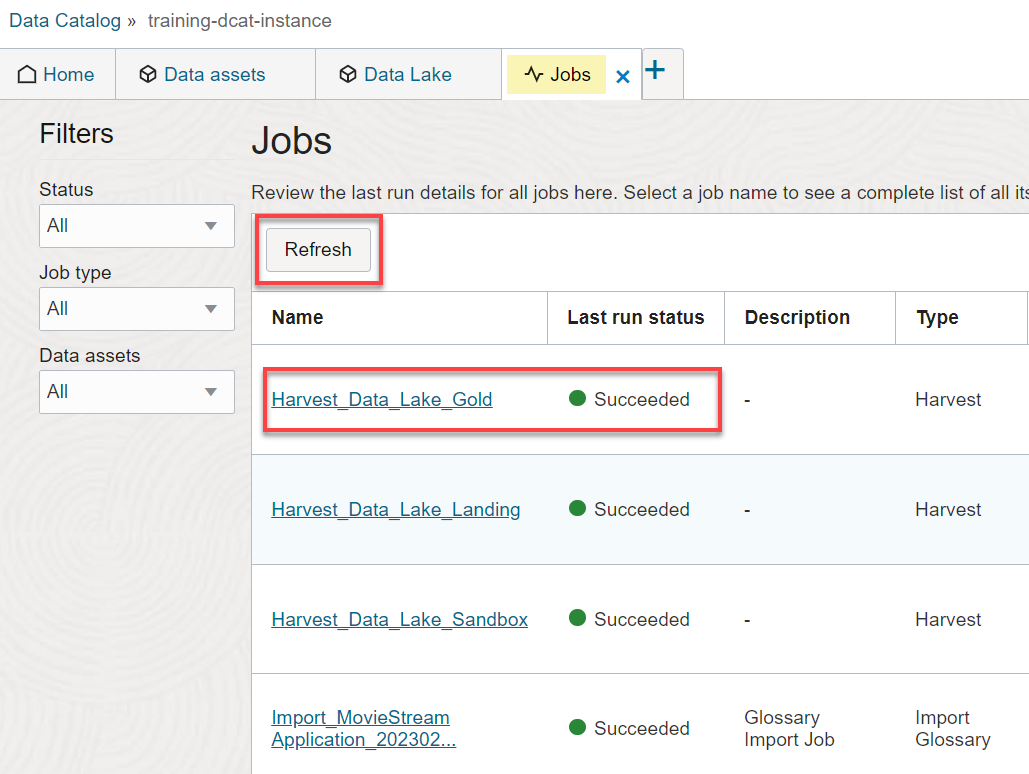 Data Catalog » training-dcat-instance
Home Data assets Data Lake Jobs × +
Filters
Jobs
Status
Review the last run details for all jobs here. Select a job name to see a complete list of all its
All
Refresh
Job type
All
Name Last run status Description Type
Data assets
All
Harvest_Data_Lake_Gold Succeeded - Harvest
Harvest_Data_Lake_Landing Succeeded - Harvest
Harvest_Data_Lake_Sandbox Succeeded - Harvest
Import_MovieStream Glossary Import
Succeeded
Application_202302... Import Job Glossary